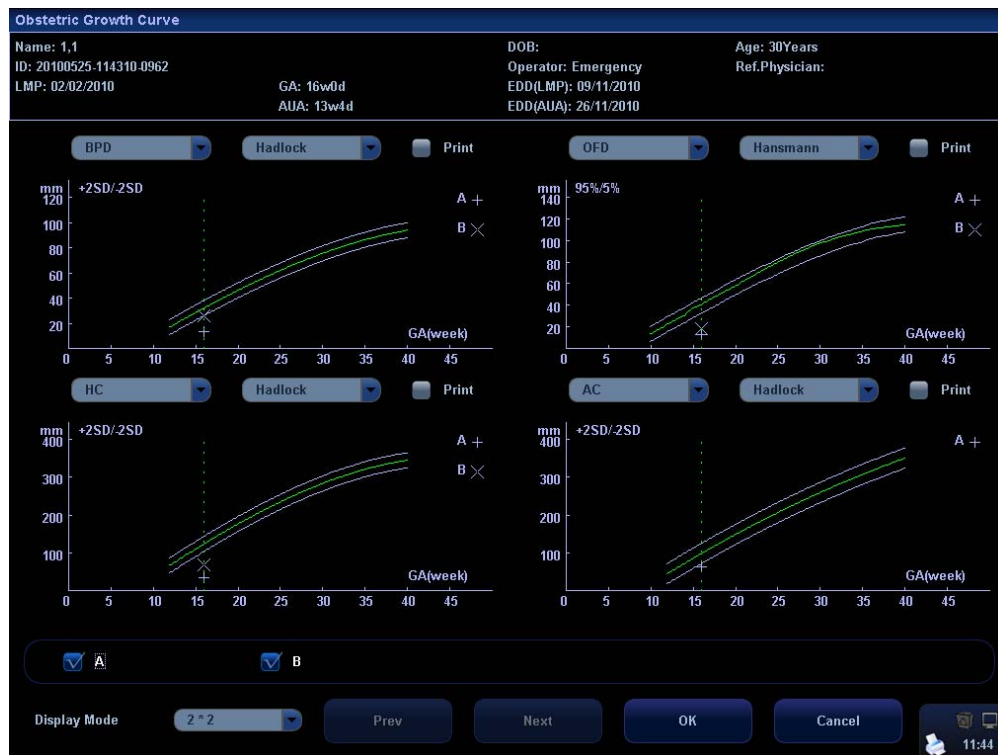 Obstetric Growth Curve
Name: 1,1 DOB: Age: 30Years
ID: 20100525-114310-0962 Operator: Emergency Ref.Physician:
LMP: 02/02/2010 GA: 16w0d EDD(LMP): 09/11/2010
AUA: 13w4d EDD(AUA): 26/11/2010
BPD Hadlock Print OFD Hansmann Print
mm +2SD/-2SD A
120
100 B
80
60
40
20 GA(week)
0 5 10 15 20 25 30 35 40 45
mm 95%/5% A
140
120 B
100
80
60
40
20 GA(week)
0 5 10 15 20 25 30 35 40 45
HC Hadlock Print AC Hadlock Print
mm +2SD/-2SD
400 A
300 B
200
100
GA(week)
0 5 10 15 20 25 30 35 40 45
mm +2SD/-2SD
400 A
300
200
100
GA(week)
0 5 10 15 20 25 30 35 40 45
A B
Display Mode 2 * 2 Prev Next OK Cancel
11:44